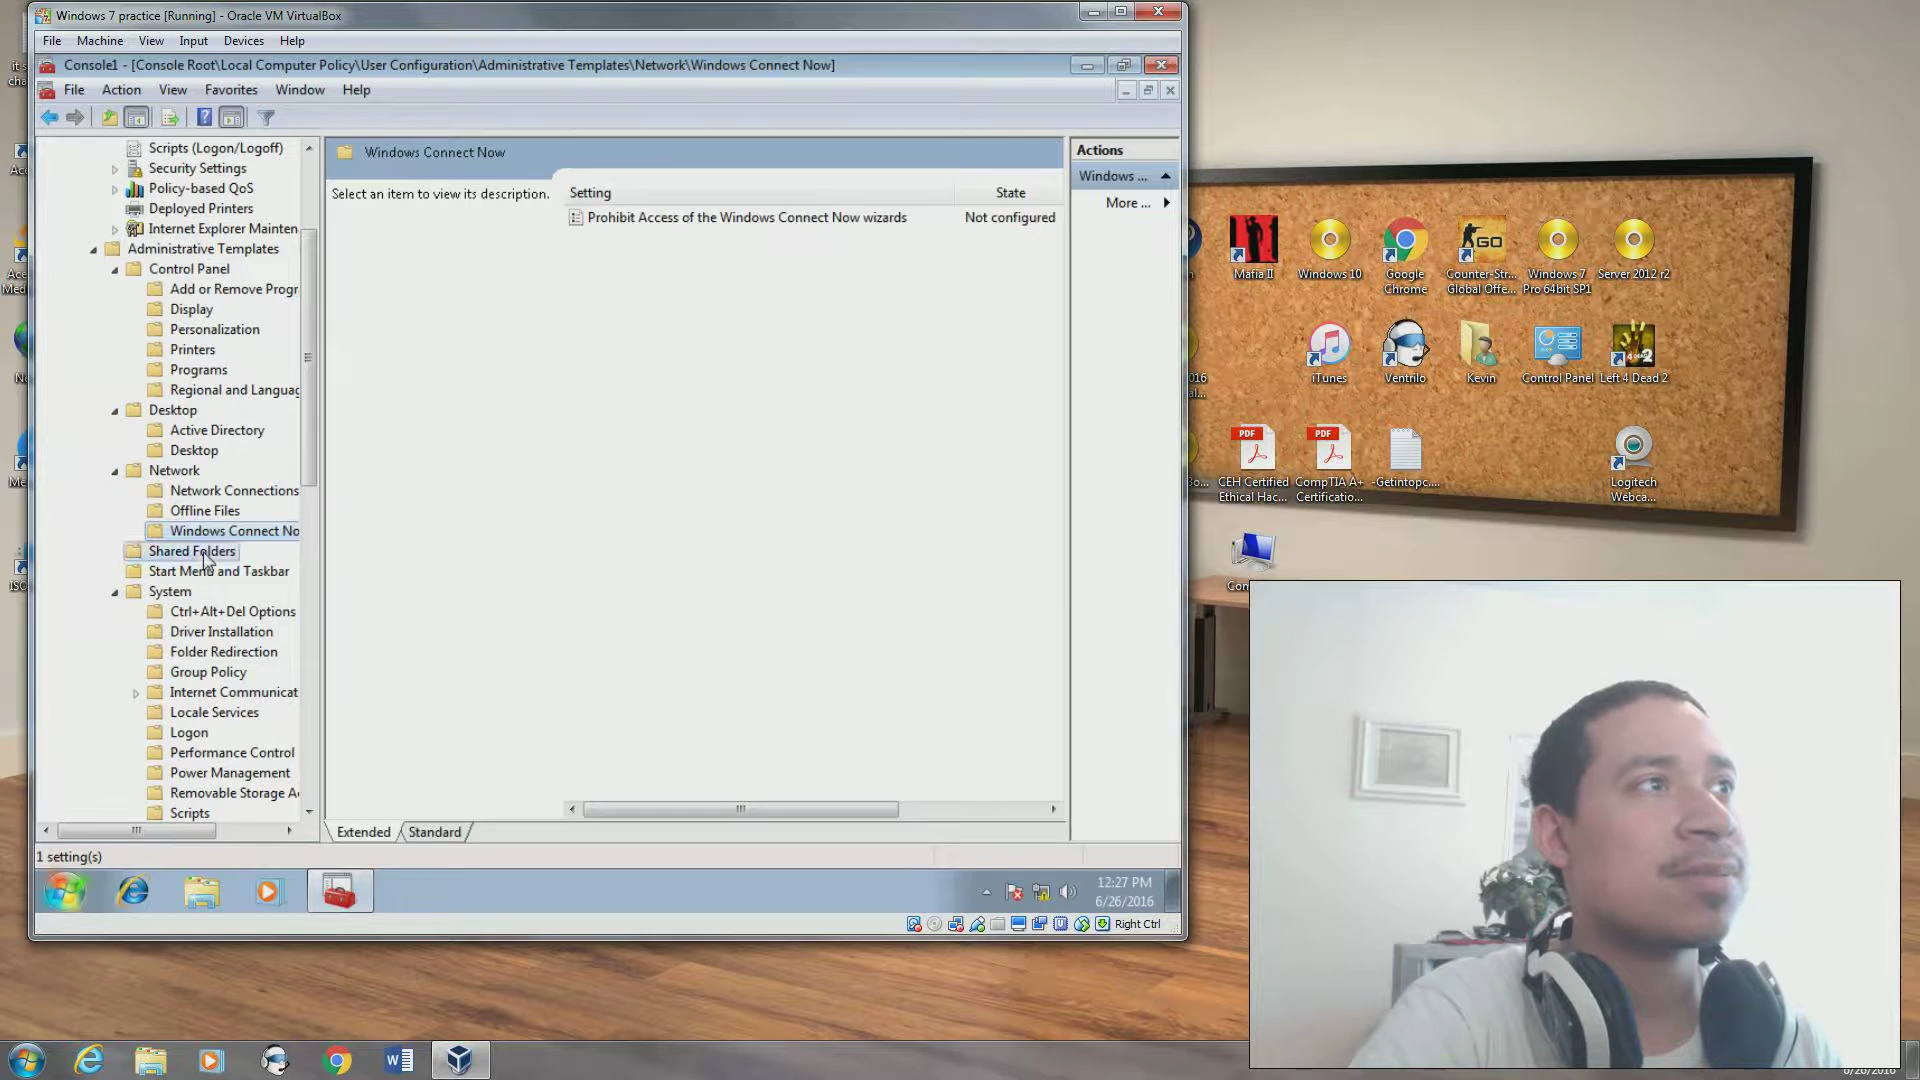 Windows 7 practice [Running] - Oracle VM VirtualBox
File Machine View Input Devices Help
Console1 - [Console Root\Local Computer Policy\User Configuration\Administrative Templates\Network\Windows Connect Now]
File Action View Favorites Window Help
Scripts (Logon/Logoff)
Security Settings
Policy-based QoS
Deployed Printers
Internet Explorer Mainten
Administrative Templates
Control Panel
Add or Remove Progr
Display
Personalization
Printers
Programs
Regional and Languag
Desktop
Active Directory
Desktop
Network
Network Connections
Offline Files
Windows Connect No
Shared Folders
Start Menu and Taskbar
System
Ctrl+Alt+Del Options
Driver Installation
Folder Redirection
Group Policy
Internet Communicat
Locale Services
Logon
Performance Control
Power Management
Removable Storage A
Scripts
Windows Connect Now
Select an item to view its description.
Setting State
Prohibit Access of the Windows Connect Now wizards Not configured
Extended Standard
Actions
Windows ...
More ...
1 setting(s)
12:27 PM
6/26/2016
Right Ctrl
Mafia II
Windows 10
Google
Chrome
GO
Counter-Str...
Global Offe...
Windows 7
Pro 64bit SP1
Server 2012 r2
2016
al...
iTunes
Ventrilo
Kevin
Control Panel
Left 4 Dead 2
Bo...
PDF
CEH Certified
Ethical Hac...
PDF
CompTIA A+
Certificatio...
-Getintopc....
Logitech
Webca...
6/26/2016